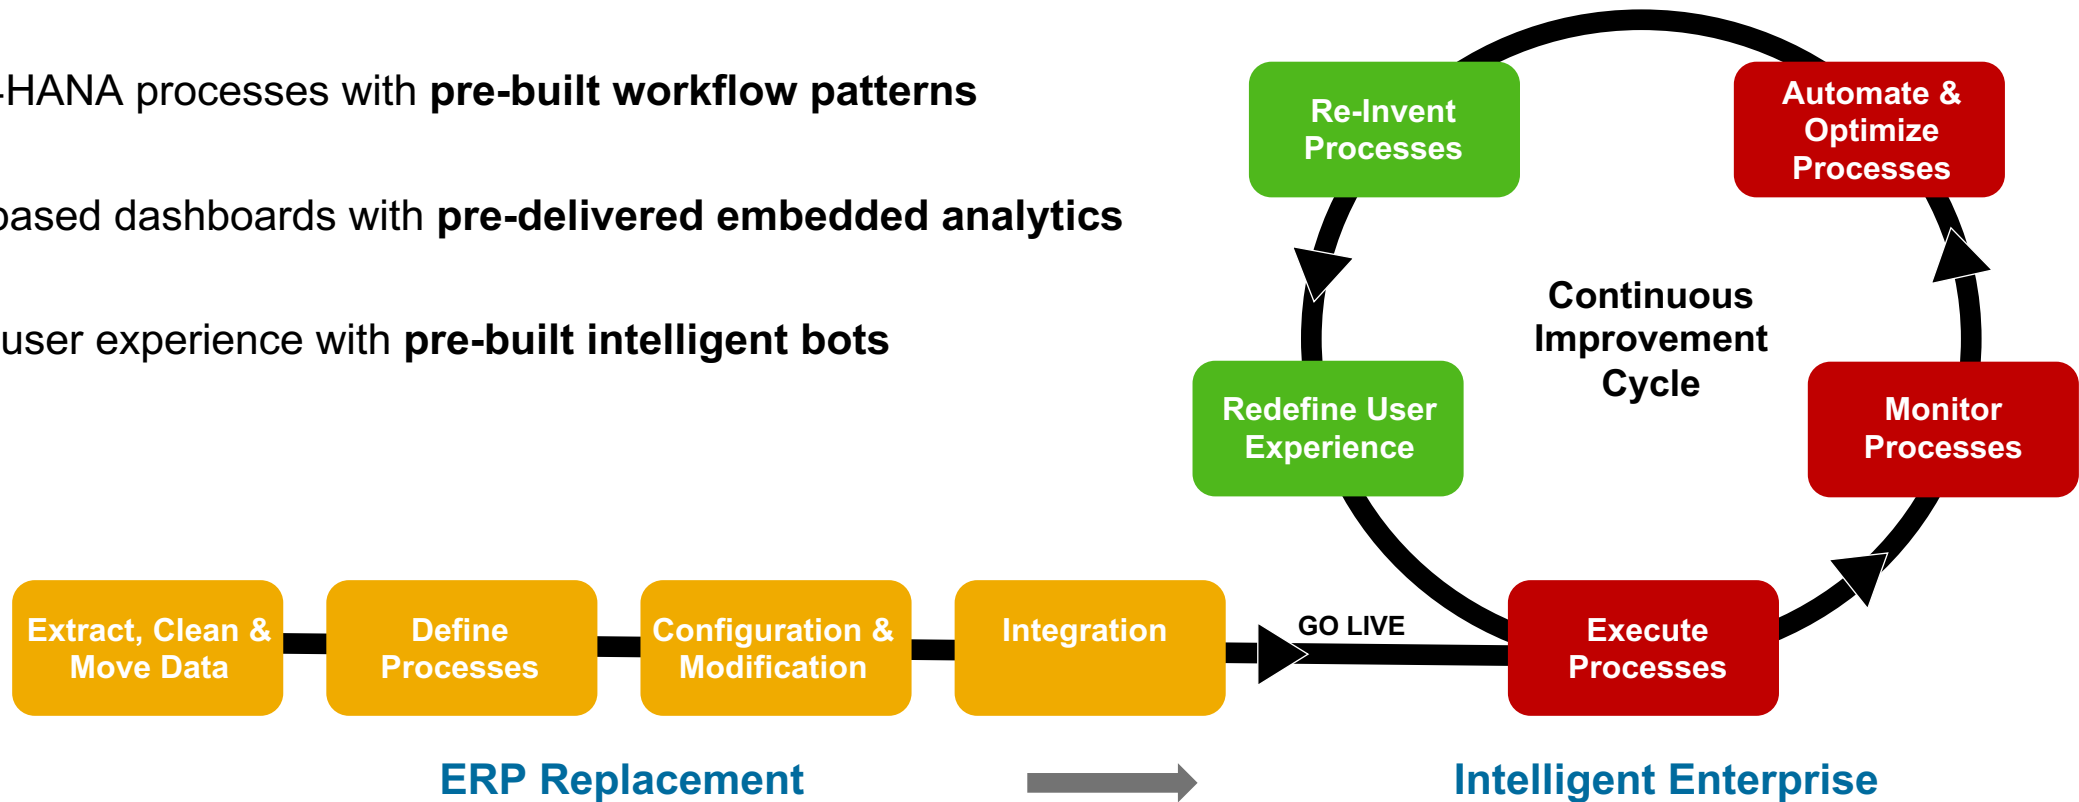 -HANA processes with pre-built workflow patterns
based dashboards with pre-delivered embedded analytics
user experience with pre-built intelligent bots
Re-Invent
Processes
Automate &
Optimize
Processes
Continuous
Improvement
Cycle
Redefine User
Experience
Monitor
Processes
Extract, Clean &
Move Data
Define
Processes
Configuration &
Modification
Integration
GO LIVE
Execute
Processes
ERP Replacement
Intelligent Enterprise